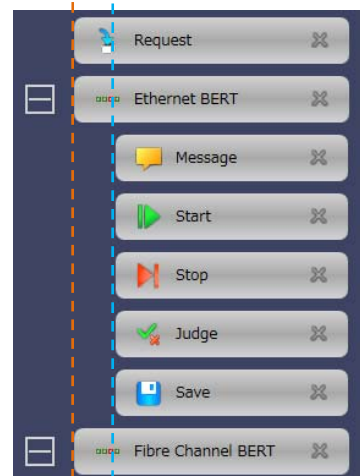 Request
Ethernet BERT
Message
Start
Stop
Judge
Save
Fibre Channel BERT